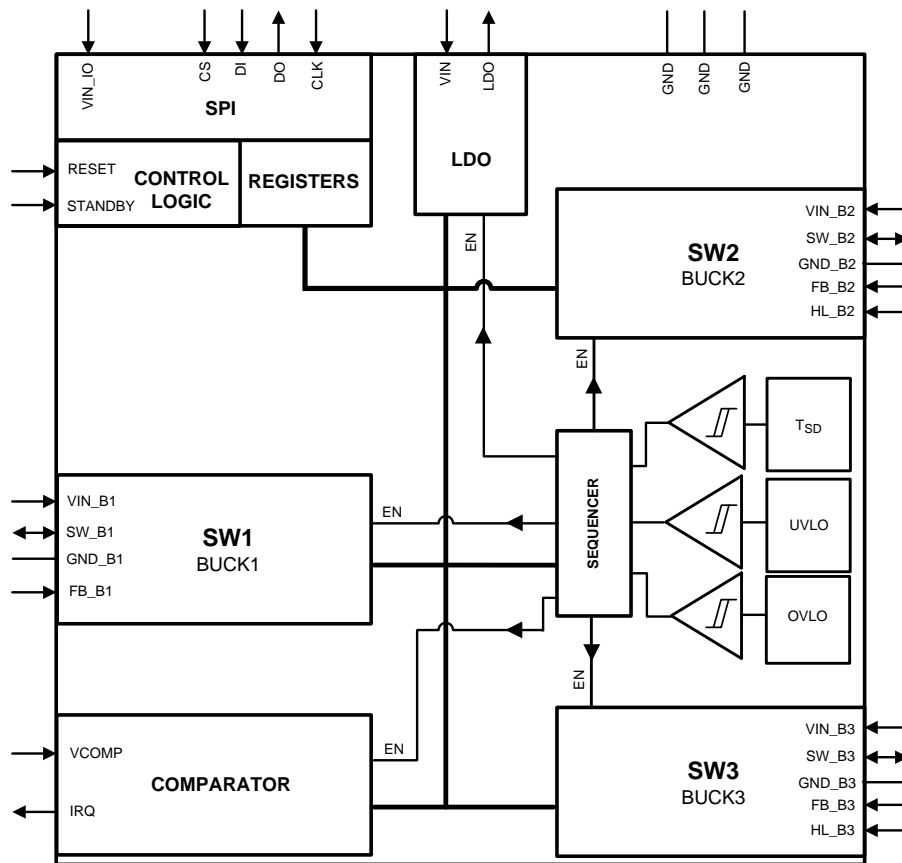 VIN_IO
CS
DI
DO
CLK
SPI
VIN
LDO
GND
GND
GND
RESET
STANDBY
CONTROL
LOGIC
REGISTERS
LDO
EN
SW2
BUCK2
VIN_B2
SW_B2
GND_B2
FB_B2
HL_B2
EN
TSD
SEQUENCER
UVLO
OVLO
VIN_B1
SW_B1
GND_B1
FB_B1
SW1
BUCK1
EN
EN
VCOMP
IRQ
COMPARATOR
EN
SW3
BUCK3
VIN_B3
SW_B3
GND_B3
FB_B3
HL_B3